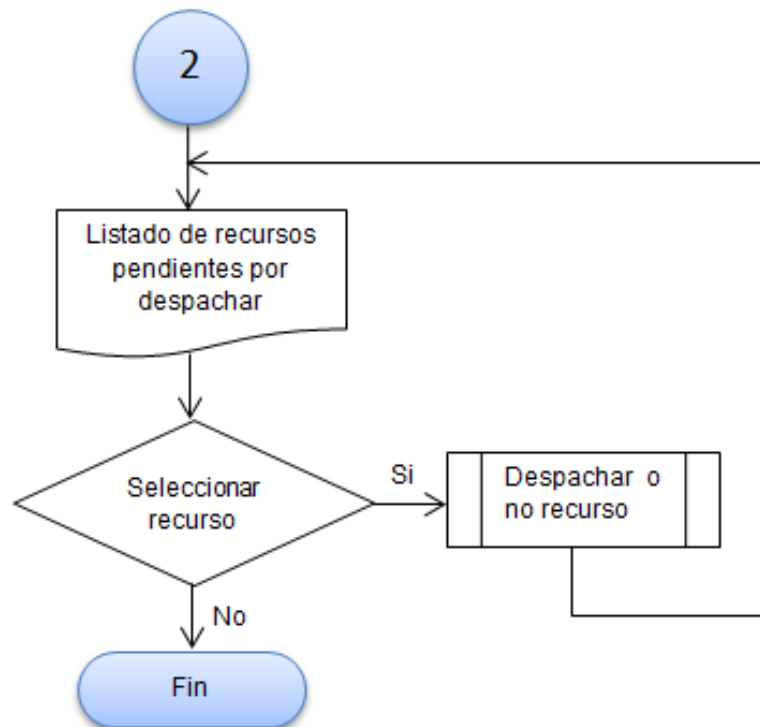 2
Listado de recursos
pendientes por
despachar
Seleccionar
recurso
Si
Despachar o
no recurso
No
Fin